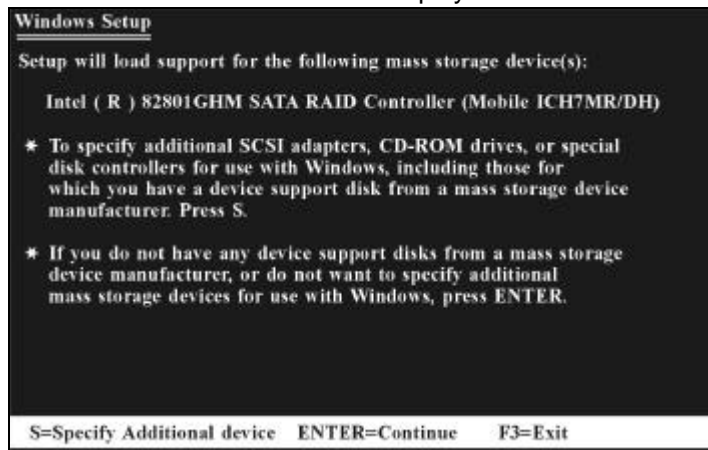 Windows Setup
Setup will load support for the following mass storage device(s):
Intel ( R ) 82801GHM SATA RAID Controller (Mobile ICH7MR/DH)
* To specify additional SCSI adapters, CD-ROM drives, or special
disk controllers for use with Windows, including those for
which you have a device support disk from a mass storage device
manufacturer. Press S.
* If you do not have any device support disks from a mass storage
device manufacturer, or do not want to specify additional
mass storage devices for use with Windows, press ENTER.
S=Specify Additional device ENTER=Continue F3=Exit